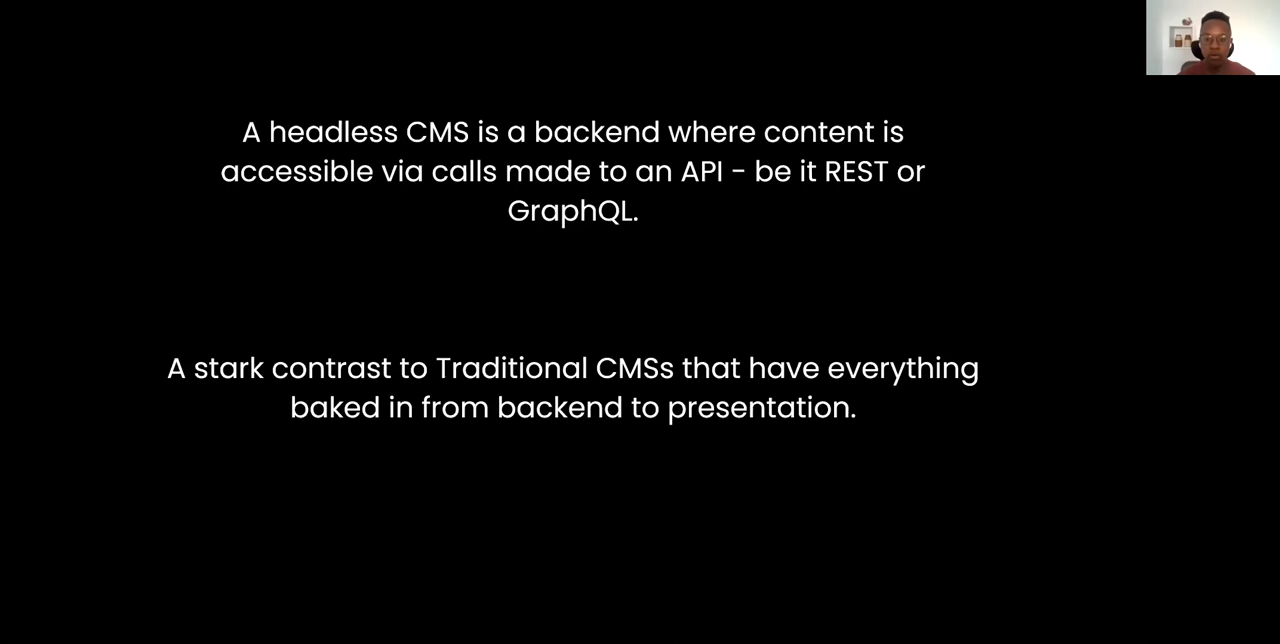 A headless CMS is a backend where content is
accessible via calls made to an API - be it REST or
GraphQL.
A stark contrast to Traditional CMSs that have everything
baked in from backend to presentation.